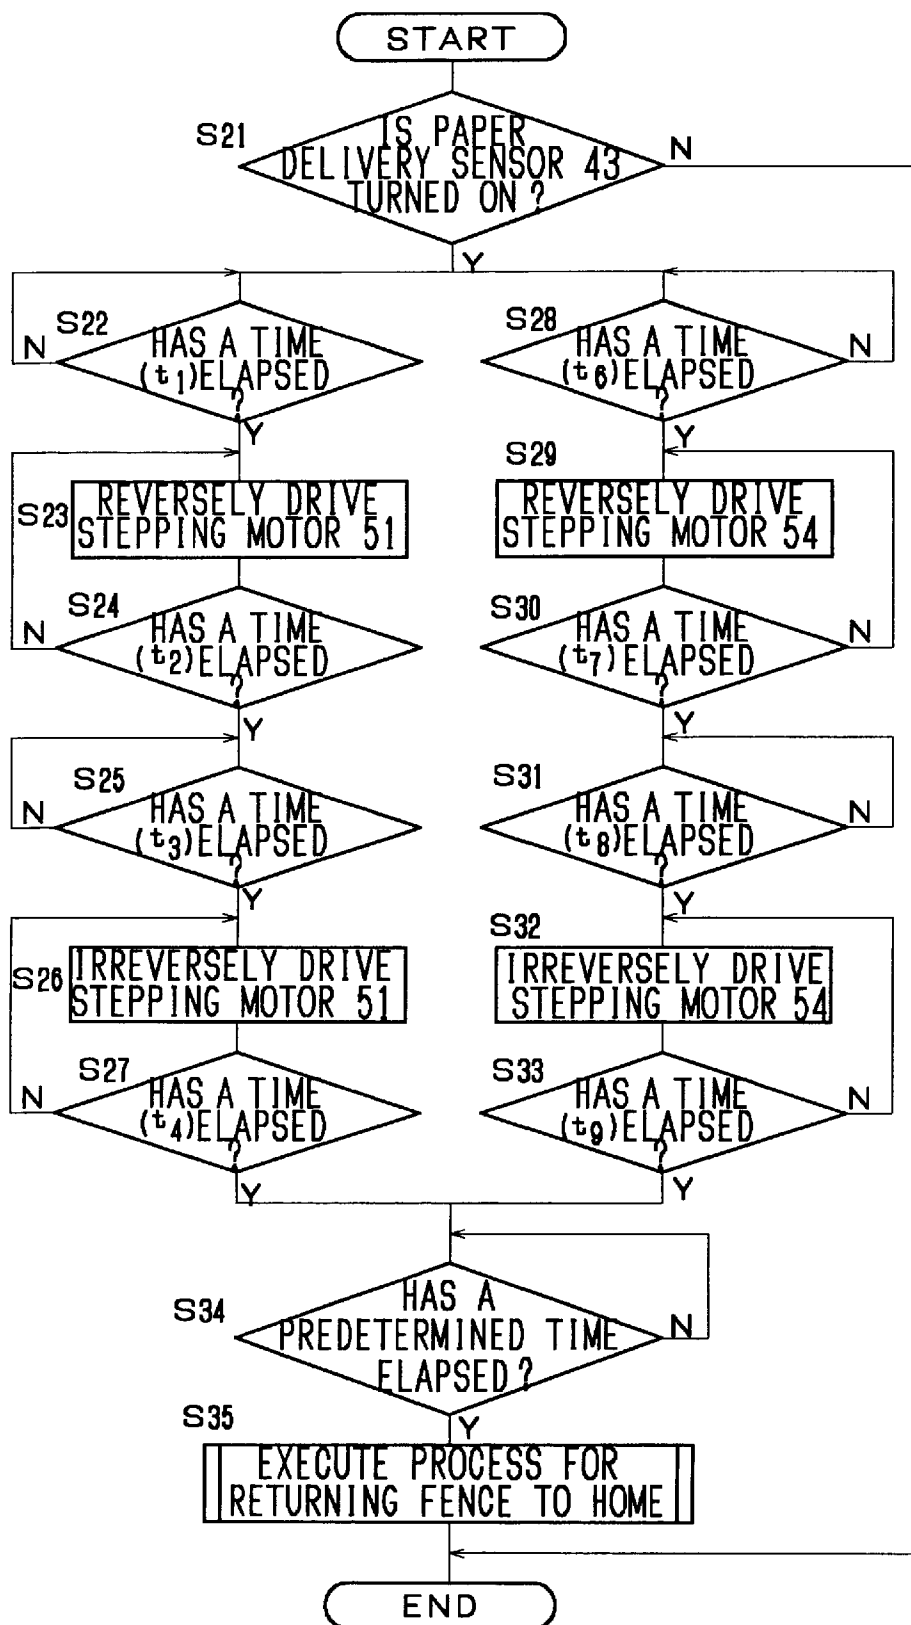 START
S21
IS PAPER
DELIVERY SENSOR 43
TURNED ON ?
N
Y
S22
HAS A TIME
(t1)ELAPSED
?
N
Y
S28
HAS A TIME
(t6)ELAPSED
?
N
Y
S23
REVERSELY DRIVE
STEPPING MOTOR 51
S29
REVERSELY DRIVE
STEPPING MOTOR 54
S24
HAS A TIME
(t2)ELAPSED
?
N
Y
S30
HAS A TIME
(t7)ELAPSED
?
N
Y
S25
HAS A TIME
(t3)ELAPSED
?
N
Y
S31
HAS A TIME
(t8)ELAPSED
?
N
Y
S26
IRREVERSELY DRIVE
STEPPING MOTOR 51
S32
IRREVERSELY DRIVE
STEPPING MOTOR 54
S27
HAS A TIME
(t4)ELAPSED
?
N
Y
S33
HAS A TIME
(t9)ELAPSED
?
N
Y
S34
HAS A
PREDETERMINED TIME
ELAPSED ?
N
Y
S35
EXECUTE PROCESS FOR
RETURNING FENCE TO HOME
END